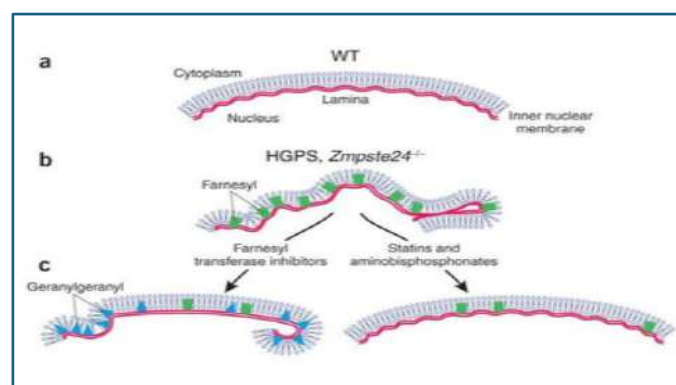 a
WT
Cytoplasm
Lamina
Nucleus
Inner nuclear
membrane
b
HGPS, Zmpste24-/-
Farnesyl
Farnesyl
transferase inhibitors
Statins and
aminobisphosphonates
c
Geranylgeranyl